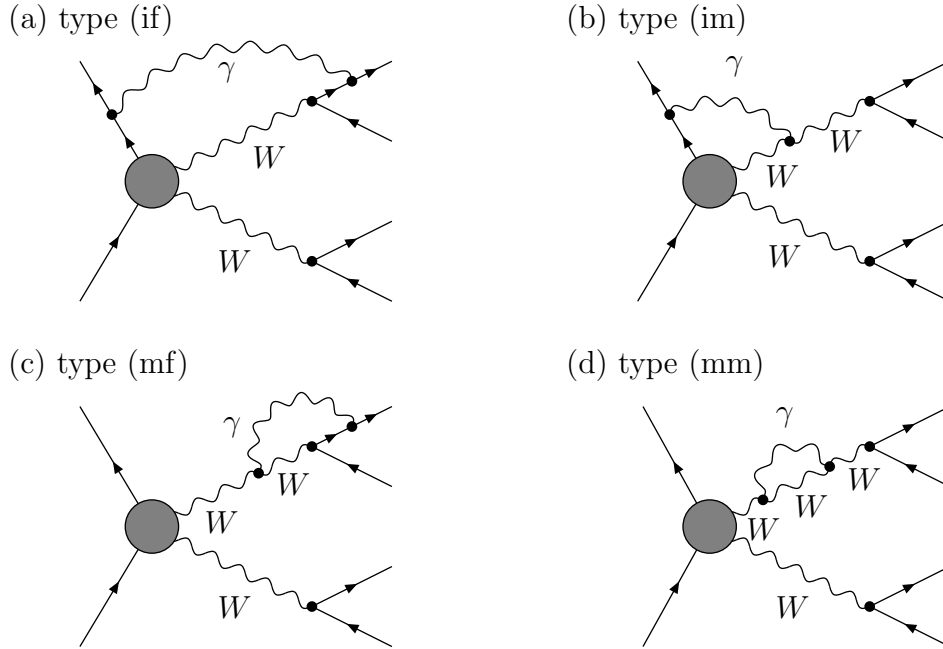 (a) type (if)
γ
W
W
(b) type (im)
γ
W
W
W
(c) type (mf)
γ
W
W
W
(d) type (mm)
γ
W
W
W
W